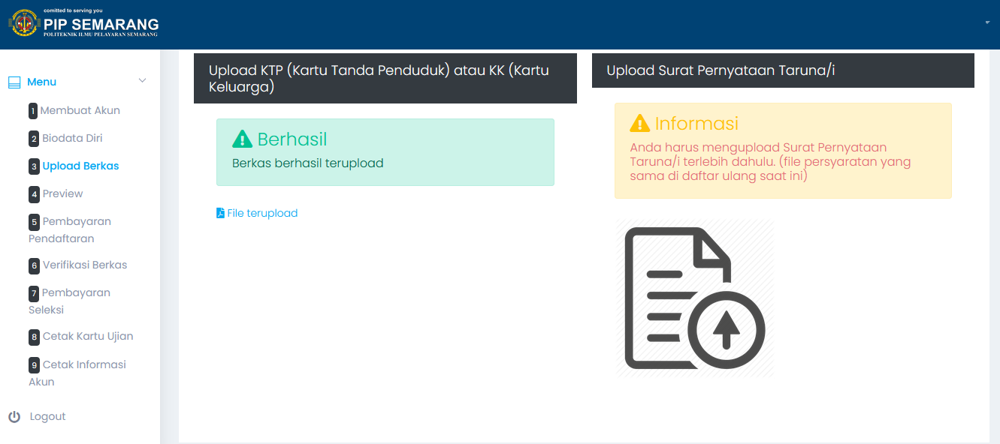 comitted to serving you
PIP SEMARANG
POLITEKNIK ILMU PELAYARAN SEMARANG
Menu
1 Membuat Akun
2 Biodata Diri
3 Upload Berkas
4 Preview
5 Pembayaran
Pendaftaran
6 Verifikasi Berkas
7 Pembayaran
Seleksi
8 Cetak Kartu Ujian
9 Cetak Informasi
Akun
Logout
Upload KTP (Kartu Tanda Penduduk) atau KK (Kartu
Keluarga)
Berhasil
Berkas berhasil terupload
File terupload
Upload Surat Pernyataan Taruna/i
Informasi
Anda harus mengupload Surat Pernyataan
Taruna/i terlebih dahulu. (file persyaratan yang
sama di daftar ulang saat ini)